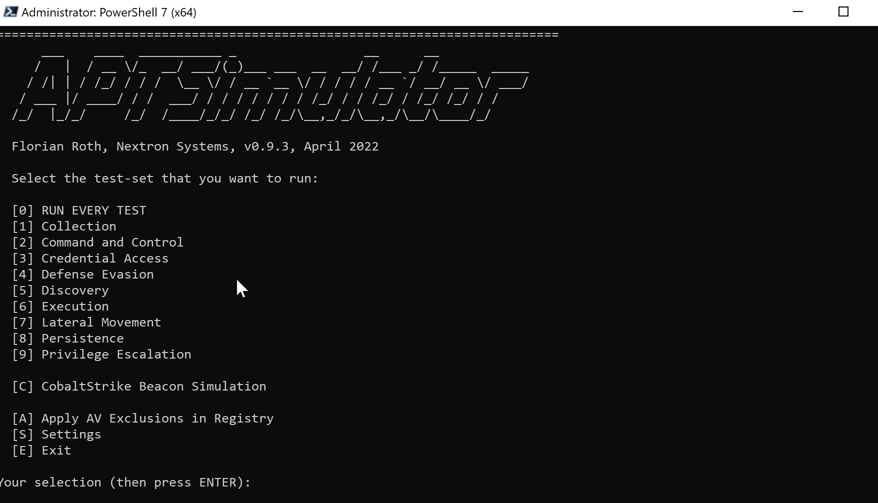 Administrator: PowerShell 7 (x64)
APTSimulator
Florian Roth, Nextron Systems, v0.9.3, April 2022
Select the test-set that you want to run:
[0] RUN EVERY TEST
[1] Collection
[2] Command and Control
[3] Credential Access
[4] Defense Evasion
[5] Discovery
[6] Execution
[7] Lateral Movement
[8] Persistence
[9] Privilege Escalation
[C] CobaltStrike Beacon Simulation
[A] Apply AV Exclusions in Registry
[S] Settings
[E] Exit
Your selection (then press ENTER):